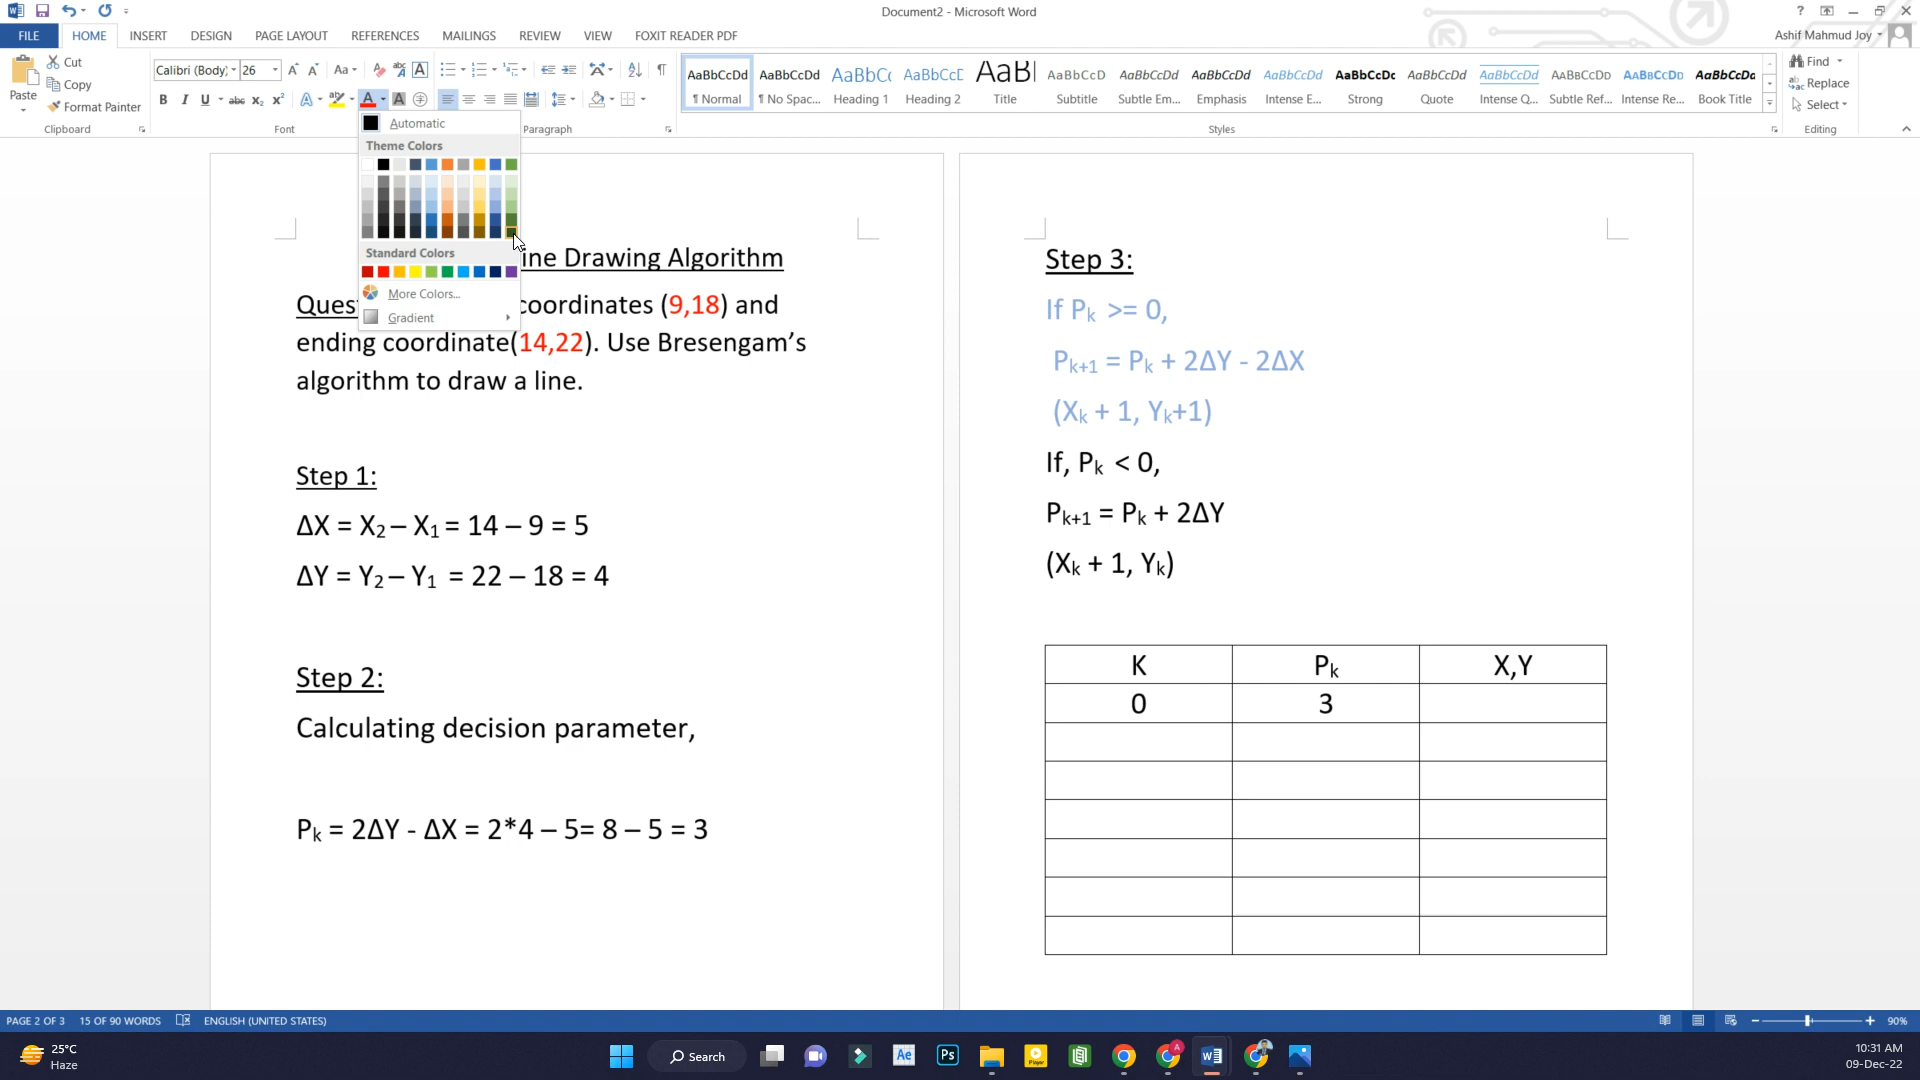 Document2 - Microsoft Word
FILE HOME INSERT DESIGN PAGE LAYOUT REFERENCES MAILINGS REVIEW VIEW FOXIT READER PDF
Ashif Mahmud Joy
Paste
Cut
Copy
Format Painter
Clipboard
Calibri (Body) 26
Font
Paragraph
AaBbCcDd AaBbCcDd AaBbCc AaBbCcD AaBl AaBbCcD AaBbCcDd AaBbCcDd AaBbCcDd AaBbCcDc AaBbCcDd AaBbCcDd AaBbCcDd AaBbCcDd AaBbCcDd
¶ Normal ¶ No Spac... Heading 1 Heading 2 Title Subtitle Subtle Em... Emphasis Intense E... Strong Quote Intense Q... Subtle Ref... Intense Re... Book Title
Styles
Find
Replace
Select
Editing
Automatic
Theme Colors
Standard Colors
More Colors...
Gradient
ine Drawing Algorithm
Ques coordinates (9,18) and
ending coordinate(14,22). Use Bresengam’s
algorithm to draw a line.
Step 1:
ΔX = X2 – X1 = 14 – 9 = 5
ΔY = Y2 – Y1 = 22 – 18 = 4
Step 2:
Calculating decision parameter,
Pk = 2ΔY - ΔX = 2*4 – 5= 8 – 5 = 3
Step 3:
If Pk >= 0,
Pk+1 = Pk + 2ΔY - 2ΔX
(Xk + 1, Yk+1)
If, Pk < 0,
Pk+1 = Pk + 2ΔY
(Xk + 1, Yk)
K Pk X,Y
0 3
PAGE 2 OF 3 15 OF 90 WORDS ENGLISH (UNITED STATES)
90%
25°C
Haze
Search
Ae
Ps
10:31 AM
09-Dec-22